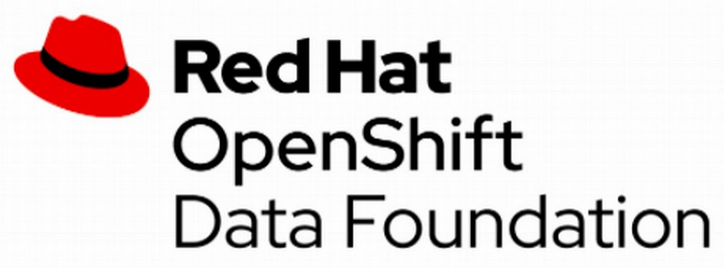 Red Hat
OpenShift
Data Foundation